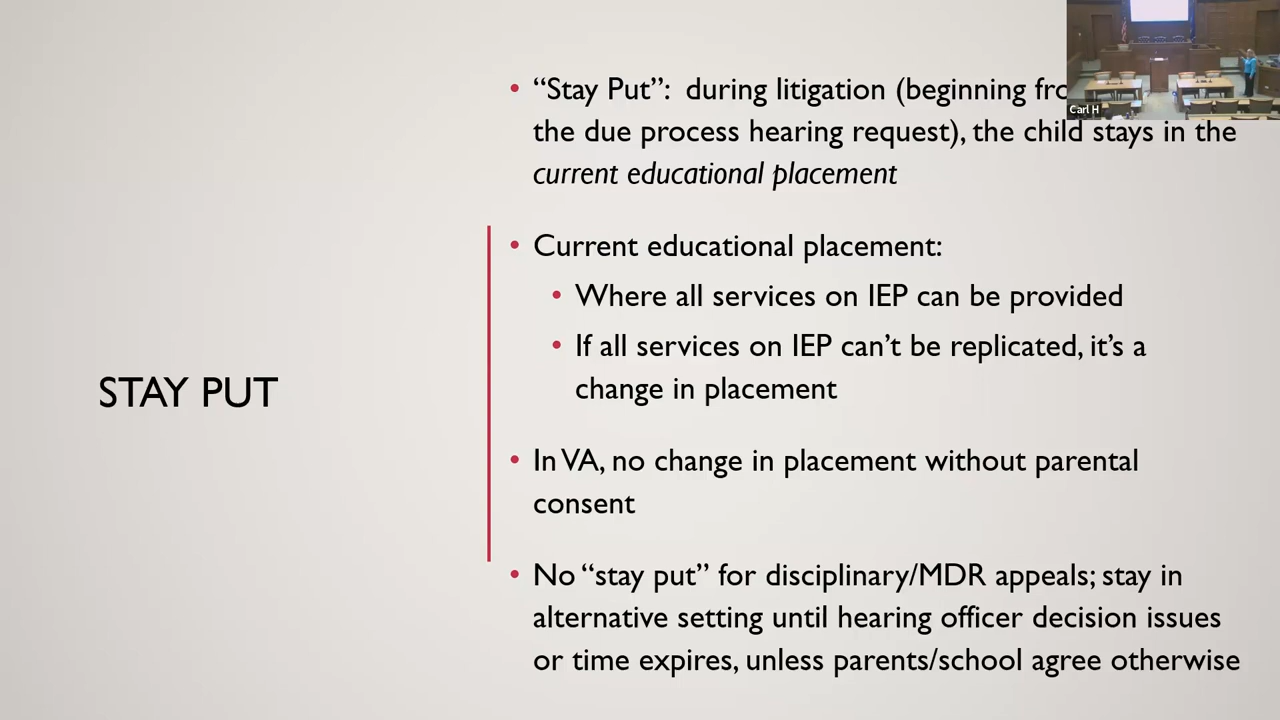 • “Stay Put”: during litigation (beginning
the due process hearing request), the child stays in the
current educational placement
• Current educational placement:
• Where all services on IEP can be provided
• If all services on IEP can’t be replicated, it’s a
change in placement
STAY PUT
• In VA, no change in placement without parental
consent
• No “stay put” for disciplinary/MDR appeals; stay in
alternative setting until hearing officer decision issues
or time expires, unless parents/school agree otherwise
Carl H